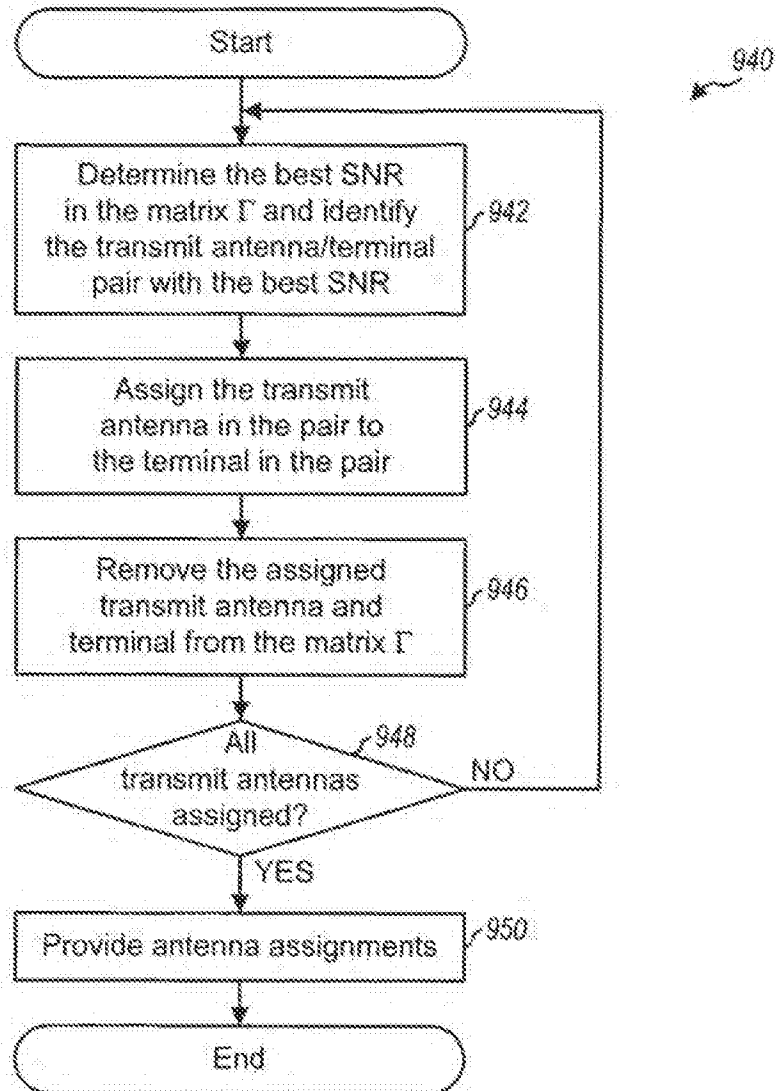 Start
940
Determine the best SNR
in the matrix Γ and identify
the transmit antenna/terminal
pair with the best SNR
942
Assign the transmit
antenna in the pair to
the terminal in the pair
944
Remove the assigned
transmit antenna and
terminal from the matrix Γ
946
All
transmit antennas
assigned?
948
NO
YES
Provide antenna assignments
950
End